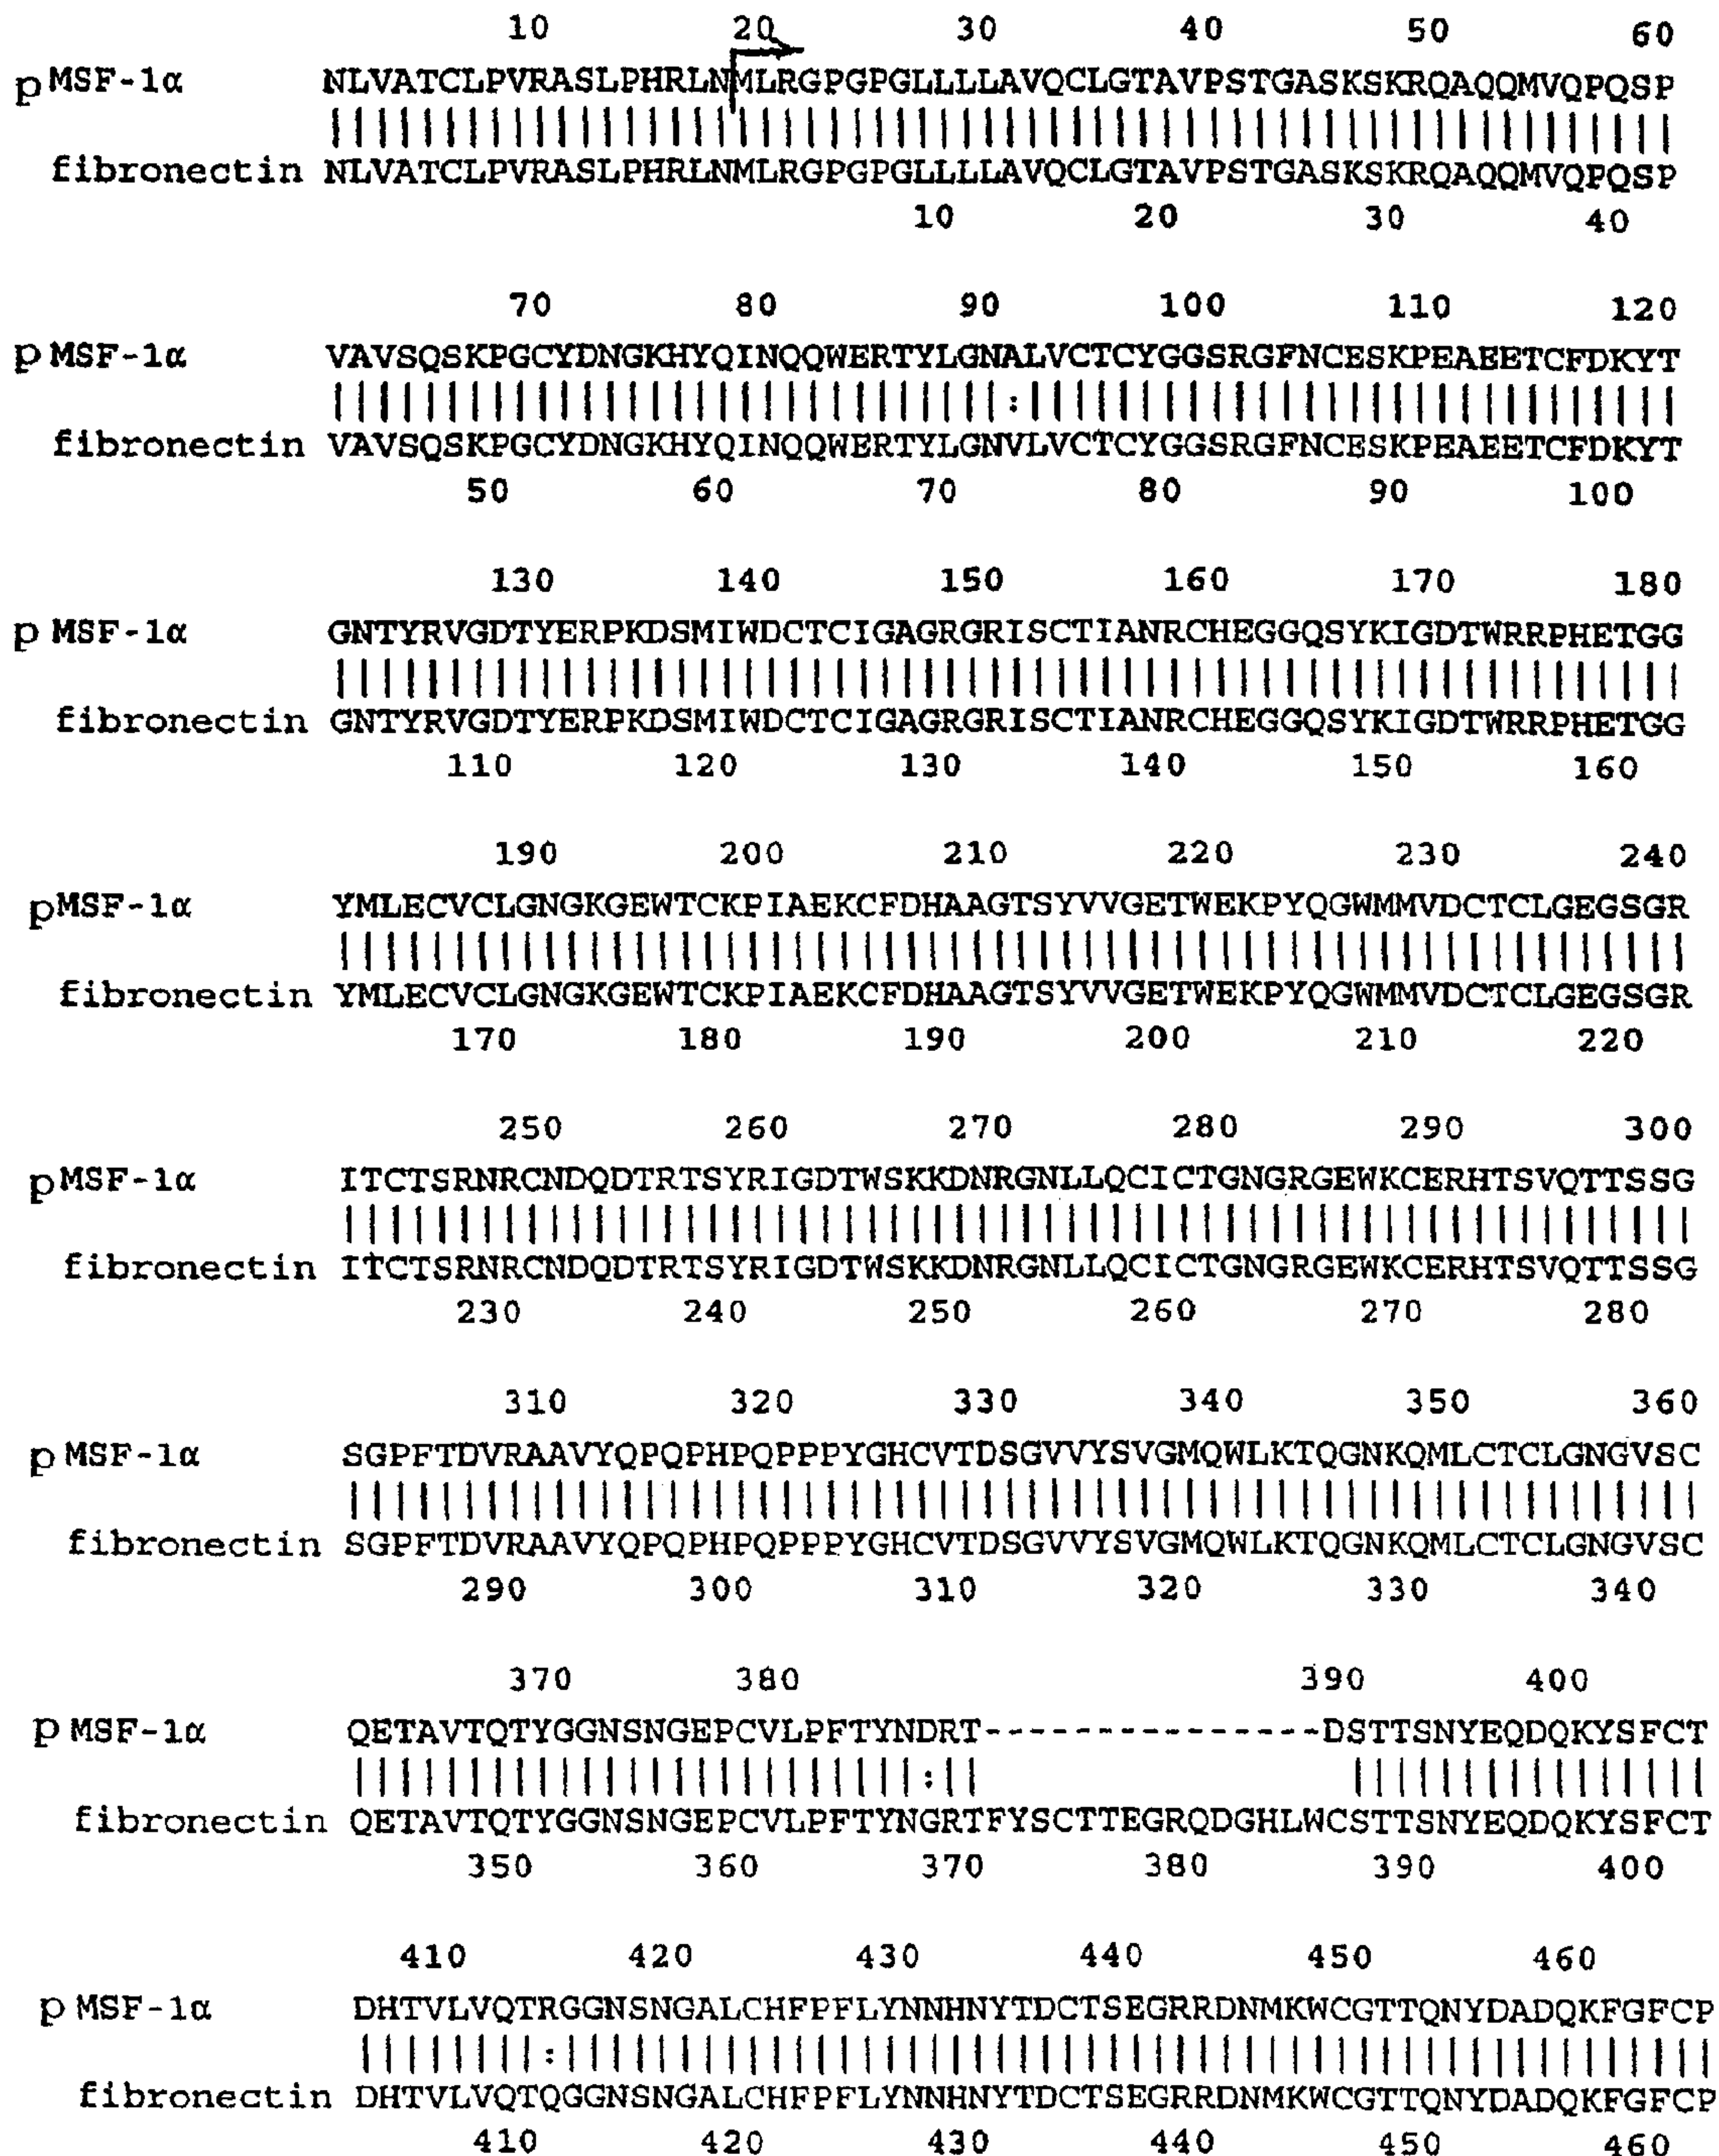 10 20 30 40 50 60
pMSF-1α NLVATCLPVRASLPHRLNMLRGPGPGLLLLAVQCLGTAVPSTGASKSKRQAQQMVQPQSP
fibronectin NLVATCLPVRASLPHRLNMLRGPGPGLLLLAVQCLGTAVPSTGASKSKRQAQQMVQPQSP
10 20 30 40
70 80 90 100 110 120
pMSF-1α VAVSQSKPGCYDNGKHYQINQQWERTYLGNALVCTCYGGSRGFNCESKPEAEETCFDKYT
:
fibronectin VAVSQSKPGCYDNGKHYQINQQWERTYLGNVLVCTCYGGSRGFNCESKPEAEETCFDKYT
50 60 70 80 90 100
130 140 150 160 170 180
pMSF-1α GNTYRVGDTYERPKDSMIWDCTCIGAGRGRISCTIANRCHEGGQSYKIGDTWRRPHETGG
fibronectin GNTYRVGDTYERPKDSMIWDCTCIGAGRGRISCTIANRCHEGGQSYKIGDTWRRPHETGG
110 120 130 140 150 160
190 200 210 220 230 240
pMSF-1α YMLECVCLGNGKGEWTCKPIAEKCFDHAAGTSYVVGETWEKPYQGWMMVDCTCLGEGSGR
fibronectin YMLECVCLGNGKGEWTCKPIAEKCFDHAAGTSYVVGETWEKPYQGWMMVDCTCLGEGSGR
170 180 190 200 210 220
250 260 270 280 290 300
pMSF-1α ITCTSRNRCNDQDTRTSYRIGDTWSKKDNRGNLLQCICTGNGRGEWKCERHTSVQTTSSG
fibronectin ITCTSRNRCNDQDTRTSYRIGDTWSKKDNRGNLLQCICTGNGRGEWKCERHTSVQTTSSG
230 240 250 260 270 280
310 320 330 340 350 360
pMSF-1α SGPFTDVRAAVYQPQPHPQPPPYGHCVTDSGVVYSVGMQWLKTQGNKQMLCTCLGNGVSC
fibronectin SGPFTDVRAAVYQPQPHPQPPPYGHCVTDSGVVYSVGMQWLKTQGNKQMLCTCLGNGVSC
290 300 310 320 330 340
370 380 390 400
pMSF-1α QETAVTQTYGGNSNGEPCVLPFTYNDRT---------------DSTTSNYEQDQKYSFCT
:
fibronectin QETAVTQTYGGNSNGEPCVLPFTYNGRTFYSCTTEGRQDGHLWCSTTSNYEQDQKYSFCT
350 360 370 380 390 400
410 420 430 440 450 460
pMSF-1α DHTVLVQTRGGNSNGALCHFPFLYNNHNYTDCTSEGRRDNMKWCGTTQNYDADQKFGFCP
:
fibronectin DHTVLVQTQGGNSNGALCHFPFLYNNHNYTDCTSEGRRDNMKWCGTTQNYDADQKFGFCP
410 420 430 440 450 460